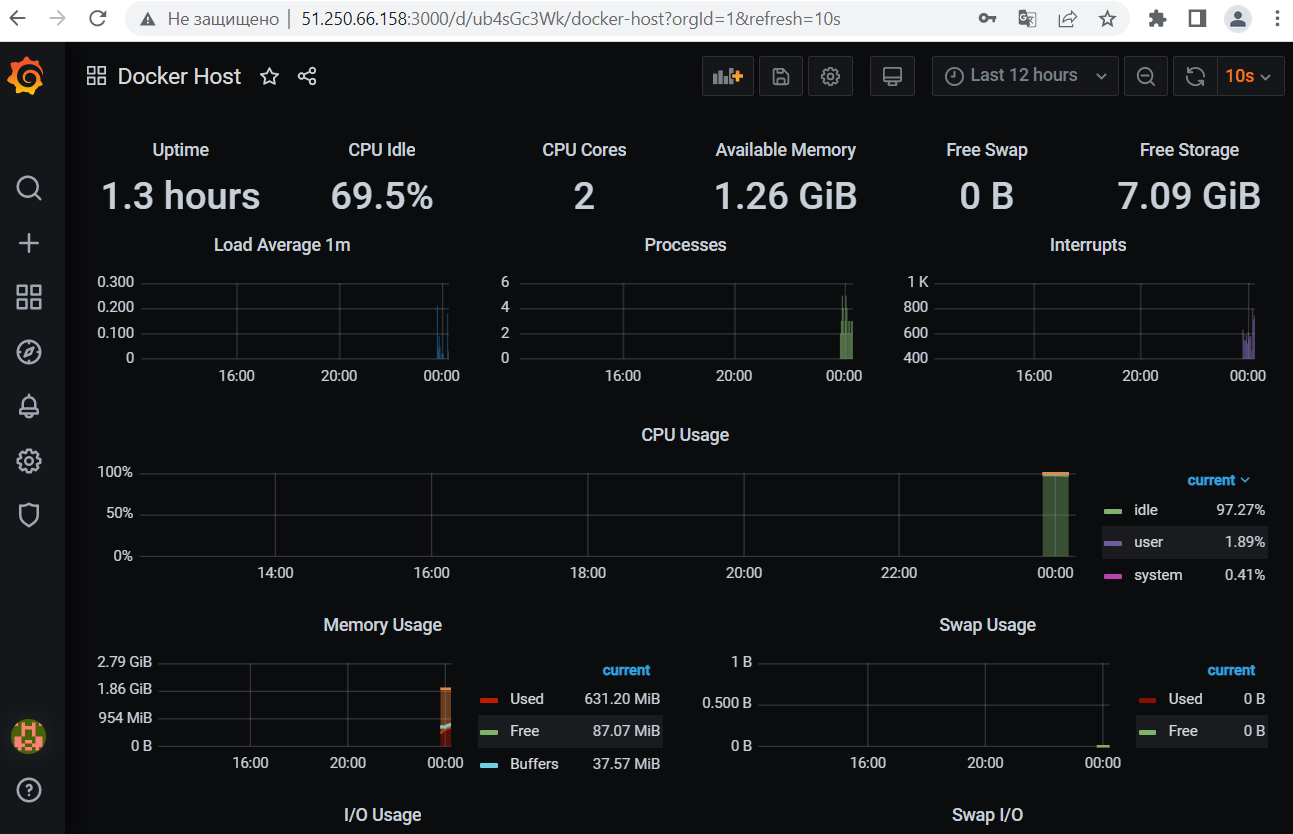 Не защищено | 51.250.66.158:3000/d/ub4sGc3Wk/docker-host?orgId=1&refresh=10s
Docker Host Last 12 hours 10s
Uptime CPU Idle CPU Cores Available Memory Free Swap Free Storage
1.3 hours 69.5% 2 1.26 GiB 0 B 7.09 GiB
Load Average 1m
0.300
0.200
0.100
0
16:00 20:00 00:00
Processes
6
4
2
0
16:00 20:00 00:00
Interrupts
1 K
800
600
400
16:00 20:00 00:00
CPU Usage
100%
50%
0%
14:00 16:00 18:00 20:00 22:00 00:00
current
idle 97.27%
user 1.89%
system 0.41%
Memory Usage
2.79 GiB
1.86 GiB
954 MiB
0 B
16:00 20:00 00:00
current
Used 631.20 MiB
Free 87.07 MiB
Buffers 37.57 MiB
Swap Usage
1 B
0.500 B
0 B
16:00 20:00 00:00
current
Used 0 B
Free 0 B
I/O Usage Swap I/O